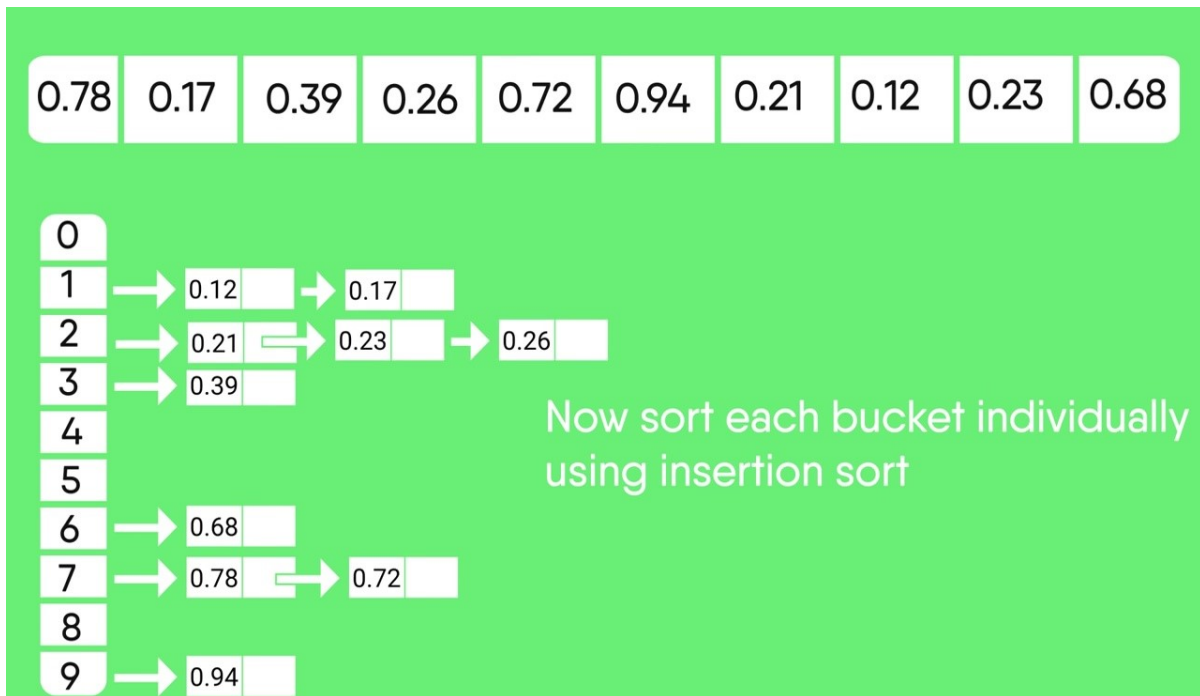 0.78 0.17 0.39 0.26 0.72 0.94 0.21 0.12 0.23 0.68
0
1 0.12 0.17
2 0.21 0.23 0.26
3 0.39
4
Now sort each bucket individually
using insertion sort
5
6 0.68
7 0.78 0.72
8
9 0.94